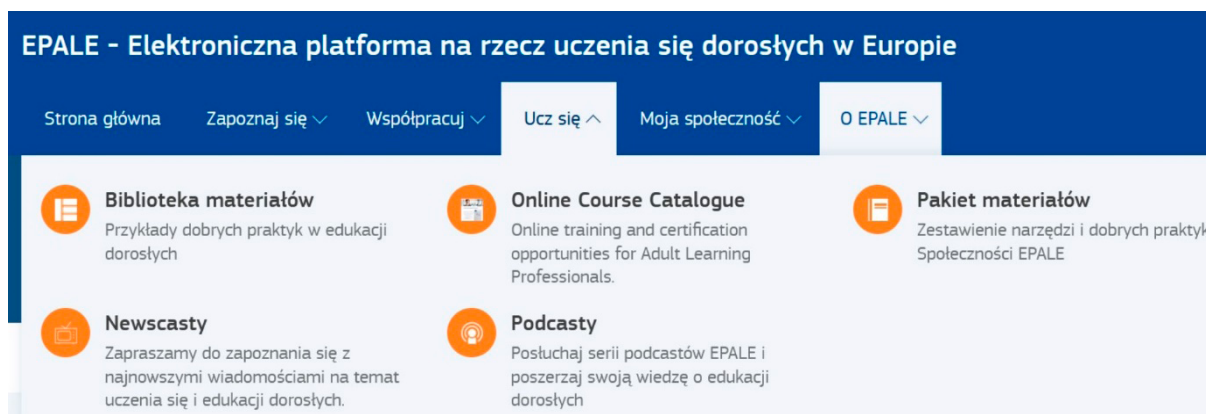 EPALE - Elektroniczna platforma na rzecz uczenia się dorosłych w Europie
Strona główna Zapoznaj się Współpracuj Ucz się Moja społeczność O EPALE
Biblioteka materiałów
Przykłady dobrych praktyk w edukacji
dorosłych
Online Course Catalogue
Online training and certification
opportunities for Adult Learning
Professionals.
Pakiet materiałów
Zestawienie narzędzi i dobrych praktyk
Społeczności EPALE
Newscasty
Zapraszamy do zapoznania się z
najnowszymi wiadomościami na temat
uczenia się i edukacji dorosłych.
Podcasty
Posłuchaj serii podcastów EPALE i
poszerzaj swoją wiedzę o edukacji
dorosłych